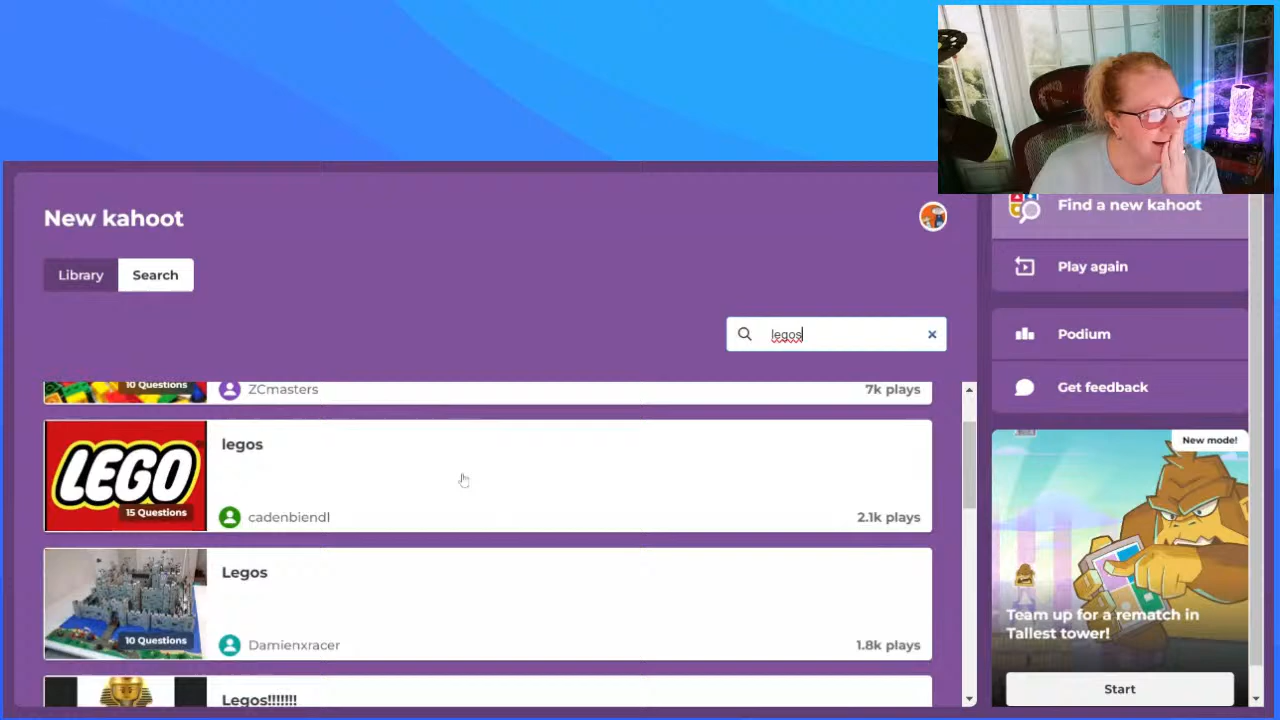 New kahoot
Library
Search
legos
10 Questions
ZCmasters
7k plays
LEGO
15 Questions
legos
cadenbiendl
2.1k plays
10 Questions
Legos
Damienxracer
1.8k plays
Legos!!!!!!!
Find a new kahoot
Play again
Podium
Get feedback
New mode!
Team up for a rematch in
Tallest tower!
Start